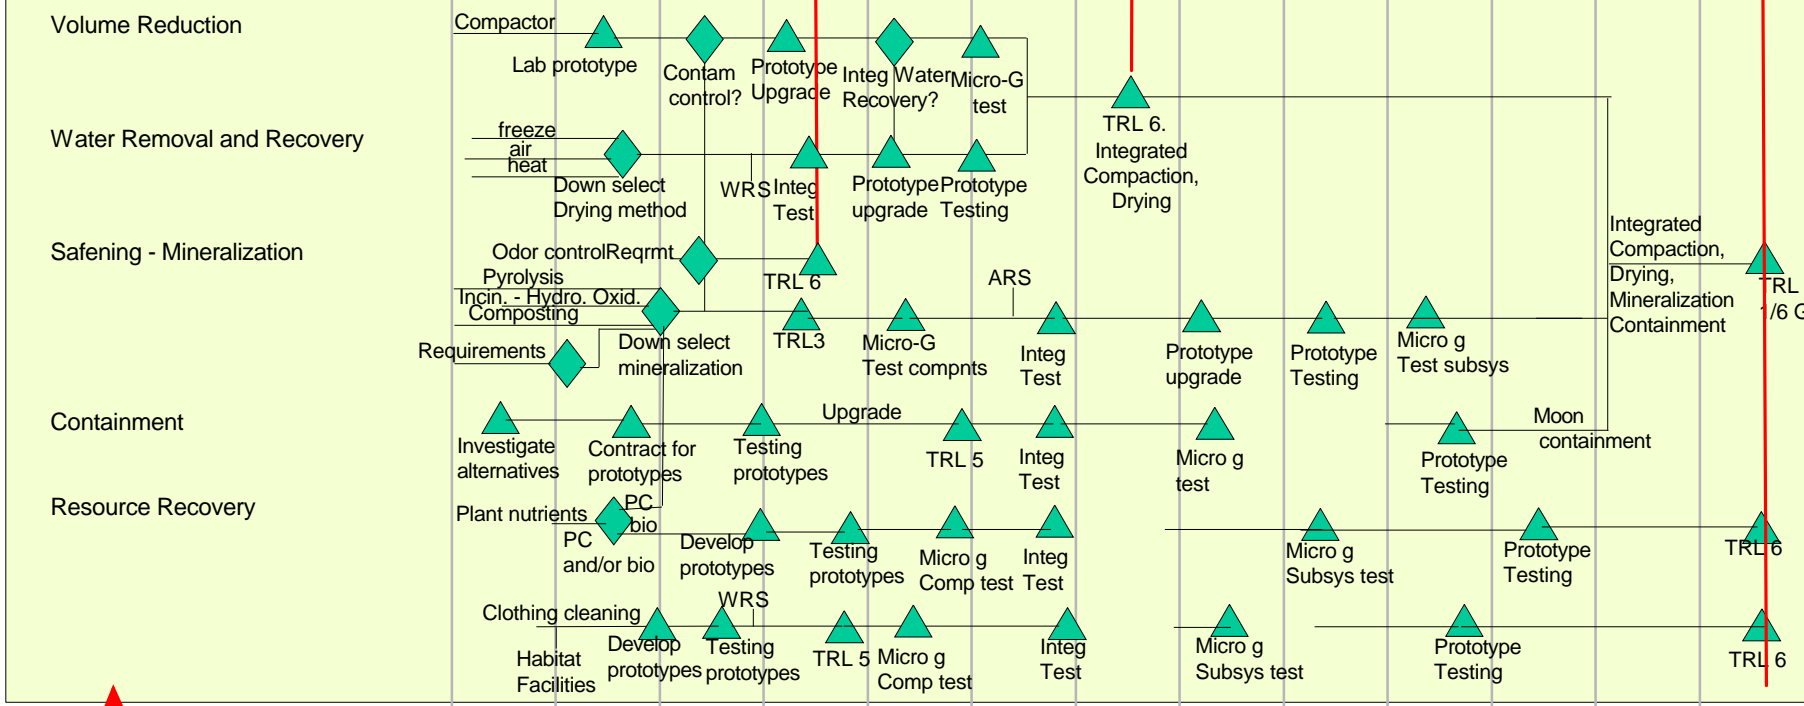 Volume Reduction
Compactor
Lab prototype
Contam
control?
Prototype
Upgrade
Integ Water
Recovery?
Micro-G
test
TRL 6.
Integrated
Compaction,
Drying
Water Removal and Recovery
freeze
air
heat
Down select
Drying method
WRS
Integ
Test
Prototype
upgrade
Prototype
Testing
Integrated
Compaction,
Drying,
Mineralization
Containment
TRL
1/6 G
Safening - Mineralization
Odor controlReqrmt
Pyrolysis
Incin. - Hydro. Oxid.
Composting
Requirements
Down select
mineralization
TRL 6
TRL3
Micro-G
Test compnts
ARS
Integ
Test
Prototype
upgrade
Prototype
Testing
Micro g
Test subsys
Containment
Investigate
alternatives
Contract for
prototypes
Testing
prototypes
Upgrade
TRL 5
Integ
Test
Micro g
test
Prototype
Testing
Moon
containment
Resource Recovery
Plant nutrients
PC
bio
PC
and/or bio
Develop
prototypes
Testing
prototypes
Micro g
Comp test
Integ
Test
Micro g
Subsys test
Prototype
Testing
TRL 6
Clothing cleaning
Habitat
Facilities
Develop
prototypes
WRS
Testing
prototypes
TRL 5
Micro g
Comp test
Integ
Test
Micro g
Subsys test
Prototype
Testing
TRL 6